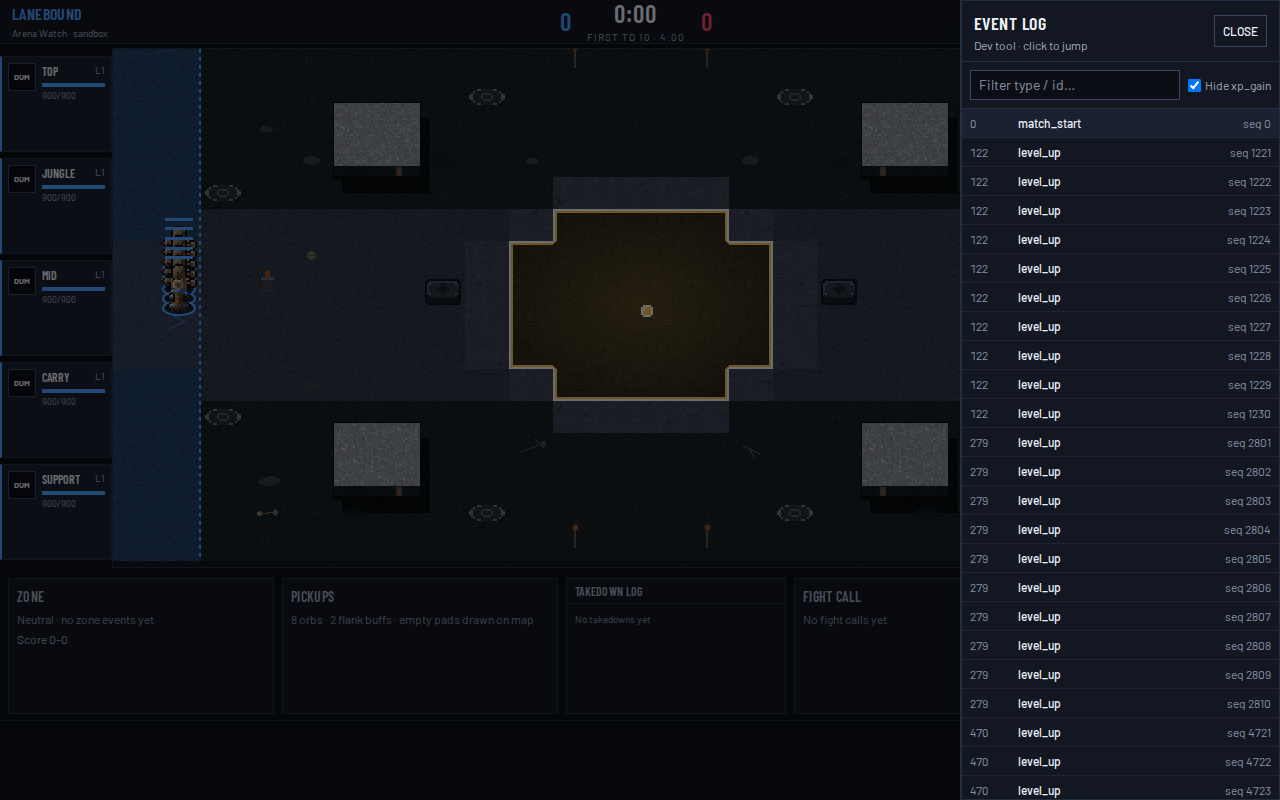 LANEBOUND
Arena Watch · sandbox
0 0:00 0
FIRST TO 10 · 4:00
DUM TOP L1
900/900
DUM JUNGLE L1
900/900
DUM MID L1
900/900
DUM CARRY L1
900/900
DUM SUPPORT L1
900/900
ZONE
Neutral · no zone events yet
Score 0–0
PICKUPS
8 orbs · 2 flank buffs · empty pads drawn on map
TAKEDOWN LOG
No takedowns yet
FIGHT CALL
No fight calls yet
EVENT LOG
Dev tool · click to jump
CLOSE
Filter type / id...
Hide xp_gain
0 match_start seq 0
122 level_up seq 1221
122 level_up seq 1222
122 level_up seq 1223
122 level_up seq 1224
122 level_up seq 1225
122 level_up seq 1226
122 level_up seq 1227
122 level_up seq 1228
122 level_up seq 1229
122 level_up seq 1230
279 level_up seq 2801
279 level_up seq 2802
279 level_up seq 2803
279 level_up seq 2804
279 level_up seq 2805
279 level_up seq 2806
279 level_up seq 2807
279 level_up seq 2808
279 level_up seq 2809
279 level_up seq 2810
470 level_up seq 4721
470 level_up seq 4722
470 level_up seq 4723